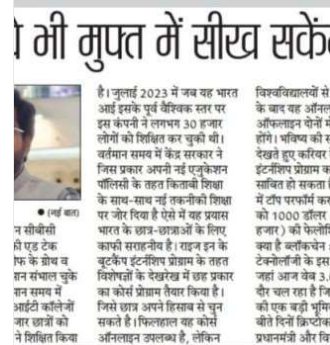 भी मुफ्त में सीख सकेंगे
● (नई बात)
न सीबीसी
ही एड टेक
फ के ग्रोथ व
ान संभाल चुके
ान समय में
आईटी कॉलेजों
जार छात्रों को
ने शिक्षित किया
है। जुलाई 2023 में जब यह भारत
आई इसके पूर्व वैश्विक स्तर पर
इस कंपनी ने लगभग 30 हजार
लोगों को शिक्षित कर चुकी थी।
वर्तमान समय में केंद्र सरकार ने
जिस प्रकार अपनी नई एजुकेशन
पॉलिसी के तहत किताबी शिक्षा
के साथ-साथ नई तकनीकी शिक्षा
पर जोर दिया है ऐसे में यह प्रयास
भारत के छात्र-छात्राओं के लिए
काफी सराहनीय है। राइज इन के
बूटकैंप इंटर्नशिप प्रोग्राम के तहत
विशेषज्ञों के देखरेख में छह प्रकार
का कोर्स प्रोग्राम तैयार किया है।
जिसे छात्र अपने हिसाब से चुन
सकते है। फिलहाल यह कोर्स
ऑनलाइन उपलब्ध है, लेकिन
विश्वविद्यालयों से
के बाद यह ऑनल
ऑफलाइन दोनों में
होंगे। भविष्य की स
देखते हुए करियर
इंटर्नशिप प्रोग्राम क
साबित हो सकता
में टॉप परफॉर्म कर
को 1000 डॉलर
हजार) की फेलोशि
क्या है ब्लॉकचेन
टेक्नोलॉजी के इस
जहां आज वेब 3.
दौर चल रहा है जि
की एक बड़ी भूमि
बीते दिनों क्रिप्टोक
प्रधानमंत्री और वि